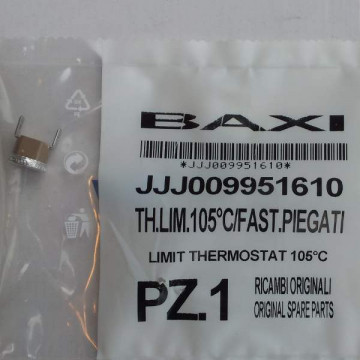 BAXI
*JJJ009951610*
JJJ009951610
TH.LIM.105°C/FAST.PIEGATI
LIMIT THERMOSTAT 105°C
PZ.1
RICAMBI ORIGINALI
ORIGINAL SPARE PARTS